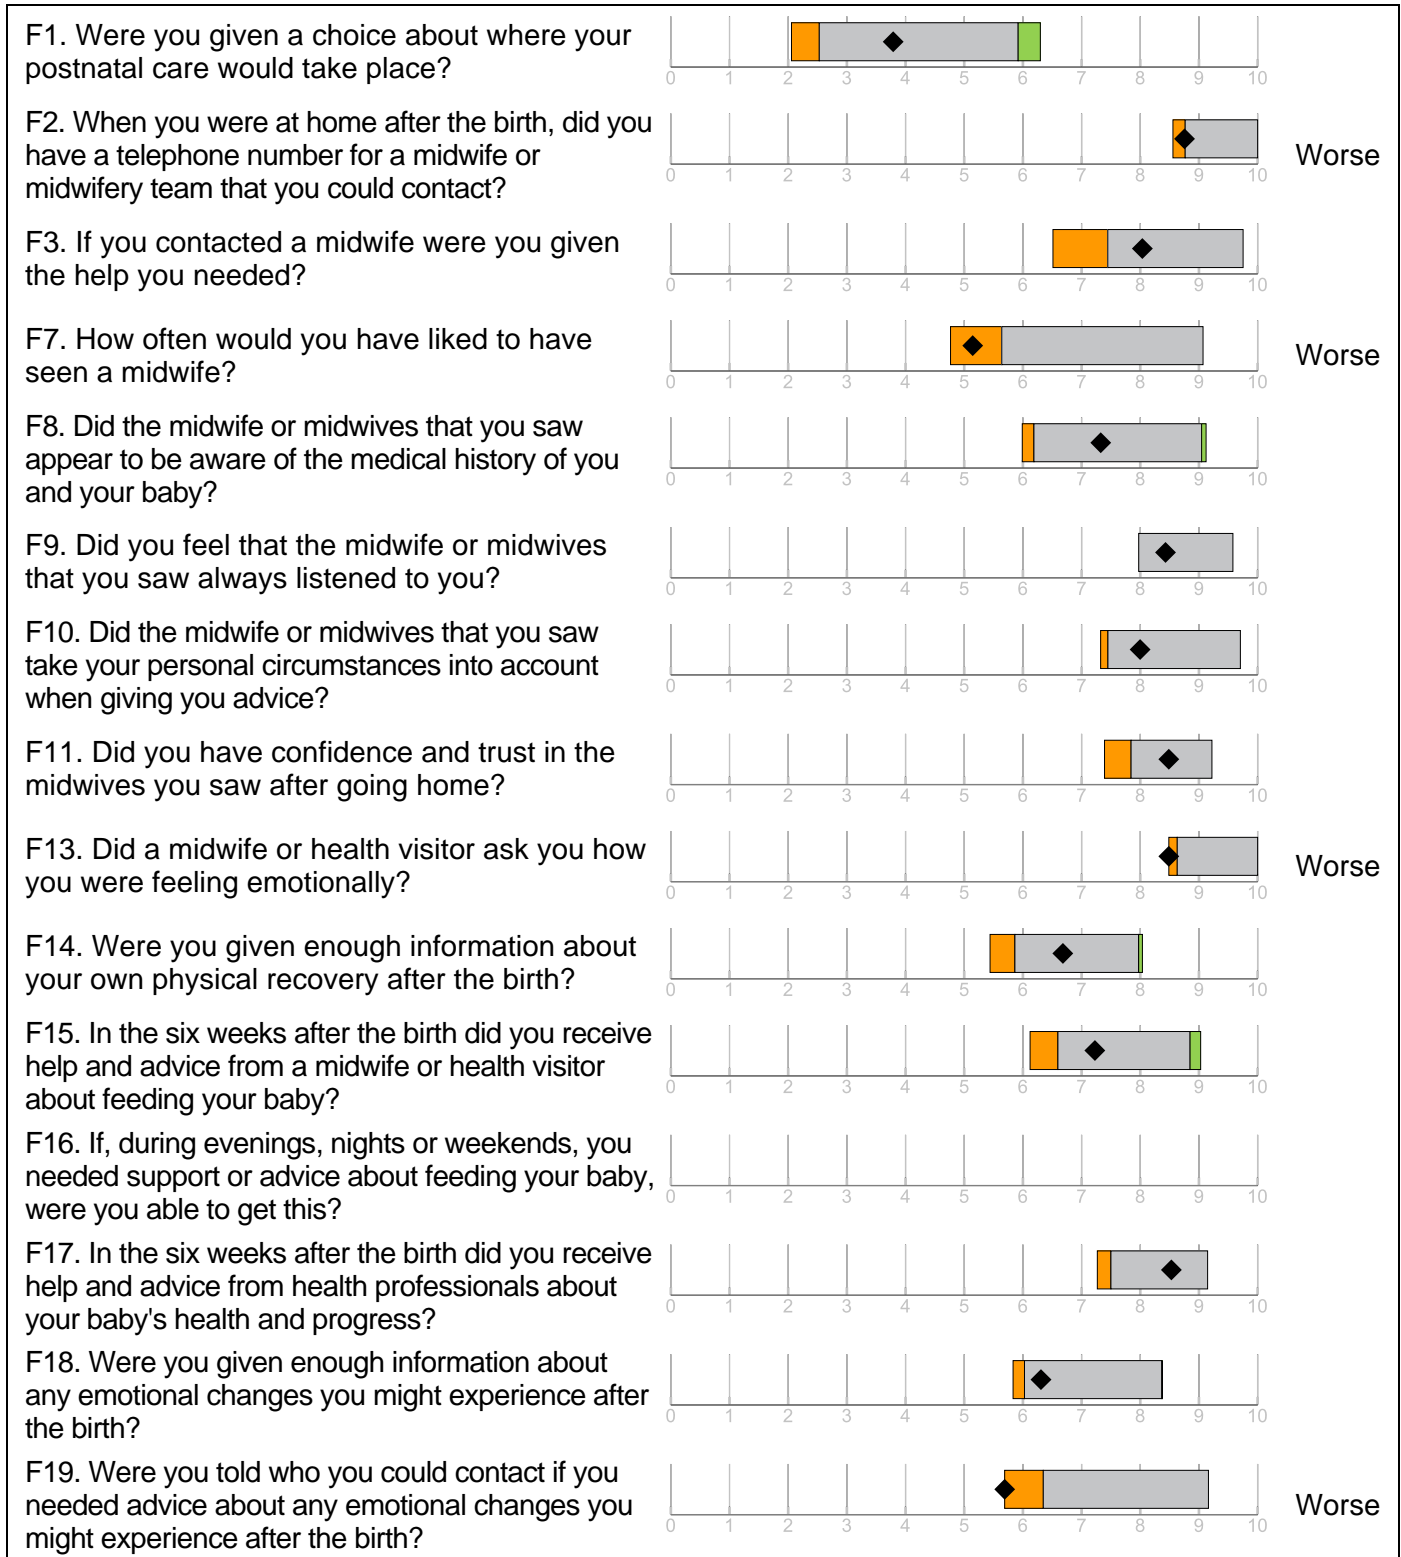 F1. Were you given a choice about where your
postnatal care would take place?
0 1 2 3 4 5 6 7 8 9 10
F2. When you were at home after the birth, did you
have a telephone number for a midwife or
midwifery team that you could contact?
Worse
0 1 2 3 4 5 6 7 8 9 10
F3. If you contacted a midwife were you given
the help you needed?
0 1 2 3 4 5 6 7 8 9 10
F7. How often would you have liked to have
seen a midwife?
Worse
0 1 2 3 4 5 6 7 8 9 10
F8. Did the midwife or midwives that you saw
appear to be aware of the medical history of you
and your baby?
0 1 2 3 4 5 6 7 8 9 10
F9. Did you feel that the midwife or midwives
that you saw always listened to you?
0 1 2 3 4 5 6 7 8 9 10
F10. Did the midwife or midwives that you saw
take your personal circumstances into account
when giving you advice?
0 1 2 3 4 5 6 7 8 9 10
F11. Did you have confidence and trust in the
midwives you saw after going home?
0 1 2 3 4 5 6 7 8 9 10
F13. Did a midwife or health visitor ask you how
you were feeling emotionally?
Worse
0 1 2 3 4 5 6 7 8 9 10
F14. Were you given enough information about
your own physical recovery after the birth?
0 1 2 3 4 5 6 7 8 9 10
F15. In the six weeks after the birth did you receive
help and advice from a midwife or health visitor
about feeding your baby?
0 1 2 3 4 5 6 7 8 9 10
F16. If, during evenings, nights or weekends, you
needed support or advice about feeding your baby,
were you able to get this?
0 1 2 3 4 5 6 7 8 9 10
F17. In the six weeks after the birth did you receive
help and advice from health professionals about
your baby's health and progress?
0 1 2 3 4 5 6 7 8 9 10
F18. Were you given enough information about
any emotional changes you might experience after
the birth?
0 1 2 3 4 5 6 7 8 9 10
F19. Were you told who you could contact if you
needed advice about any emotional changes you
might experience after the birth?
Worse
0 1 2 3 4 5 6 7 8 9 10